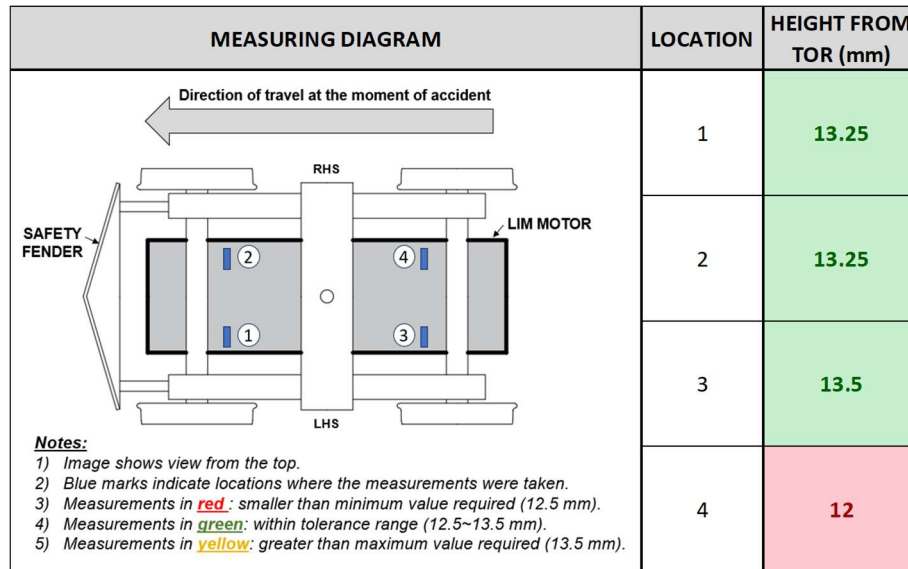 MEASURING DIAGRAM
LOCATION
HEIGHT FROM
TOR (mm)
Direction of travel at the moment of accident
RHS
SAFETY
FENDER
LIM MOTOR
2
4
1
3
LHS
Notes:
1) Image shows view from the top.
2) Blue marks indicate locations where the measurements were taken.
3) Measurements in red : smaller than minimum value required (12.5 mm).
4) Measurements in green: within tolerance range (12.5~13.5 mm).
5) Measurements in yellow: greater than maximum value required (13.5 mm).
1
13.25
2
13.25
3
13.5
4
12